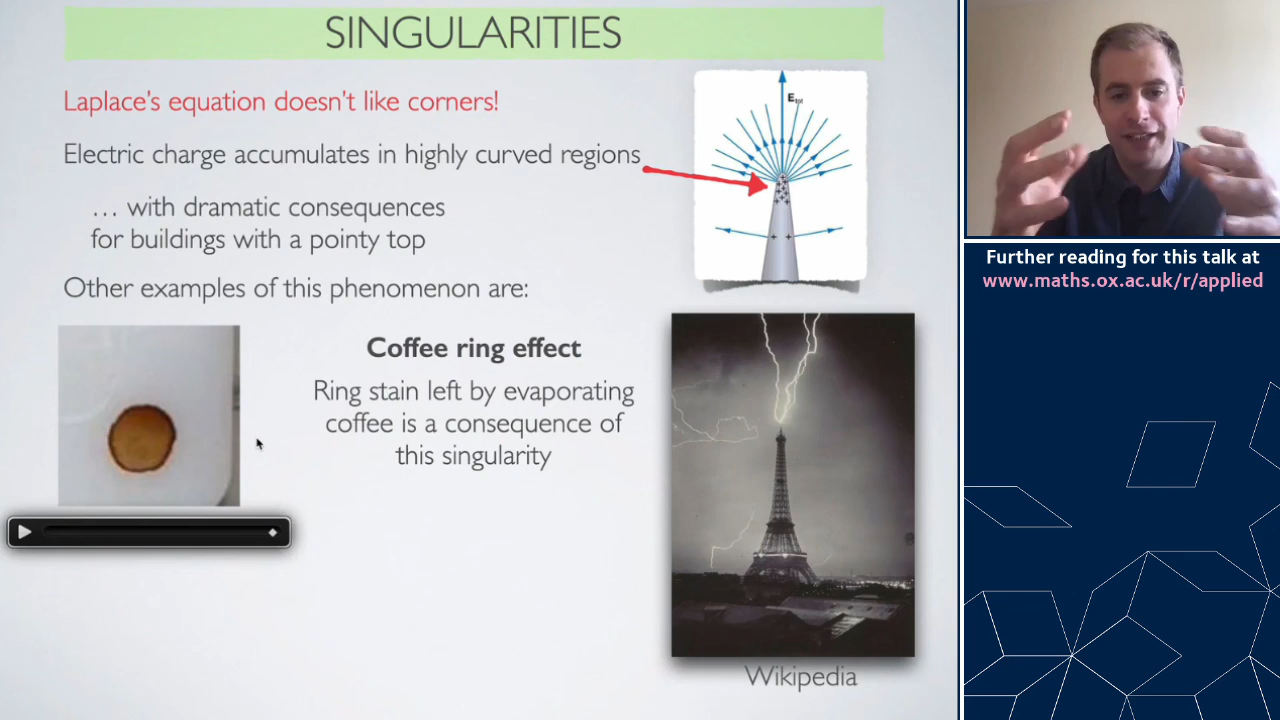 SINGULARITIES
Laplace's equation doesn't like corners!
Electric charge accumulates in highly curved regions
… with dramatic consequences
for buildings with a pointy top
Other examples of this phenomenon are:
Coffee ring effect
Ring stain left by evaporating
coffee is a consequence of
this singularity
E tot
Wikipedia
Further reading for this talk at
www.maths.ox.ac.uk/r/applied